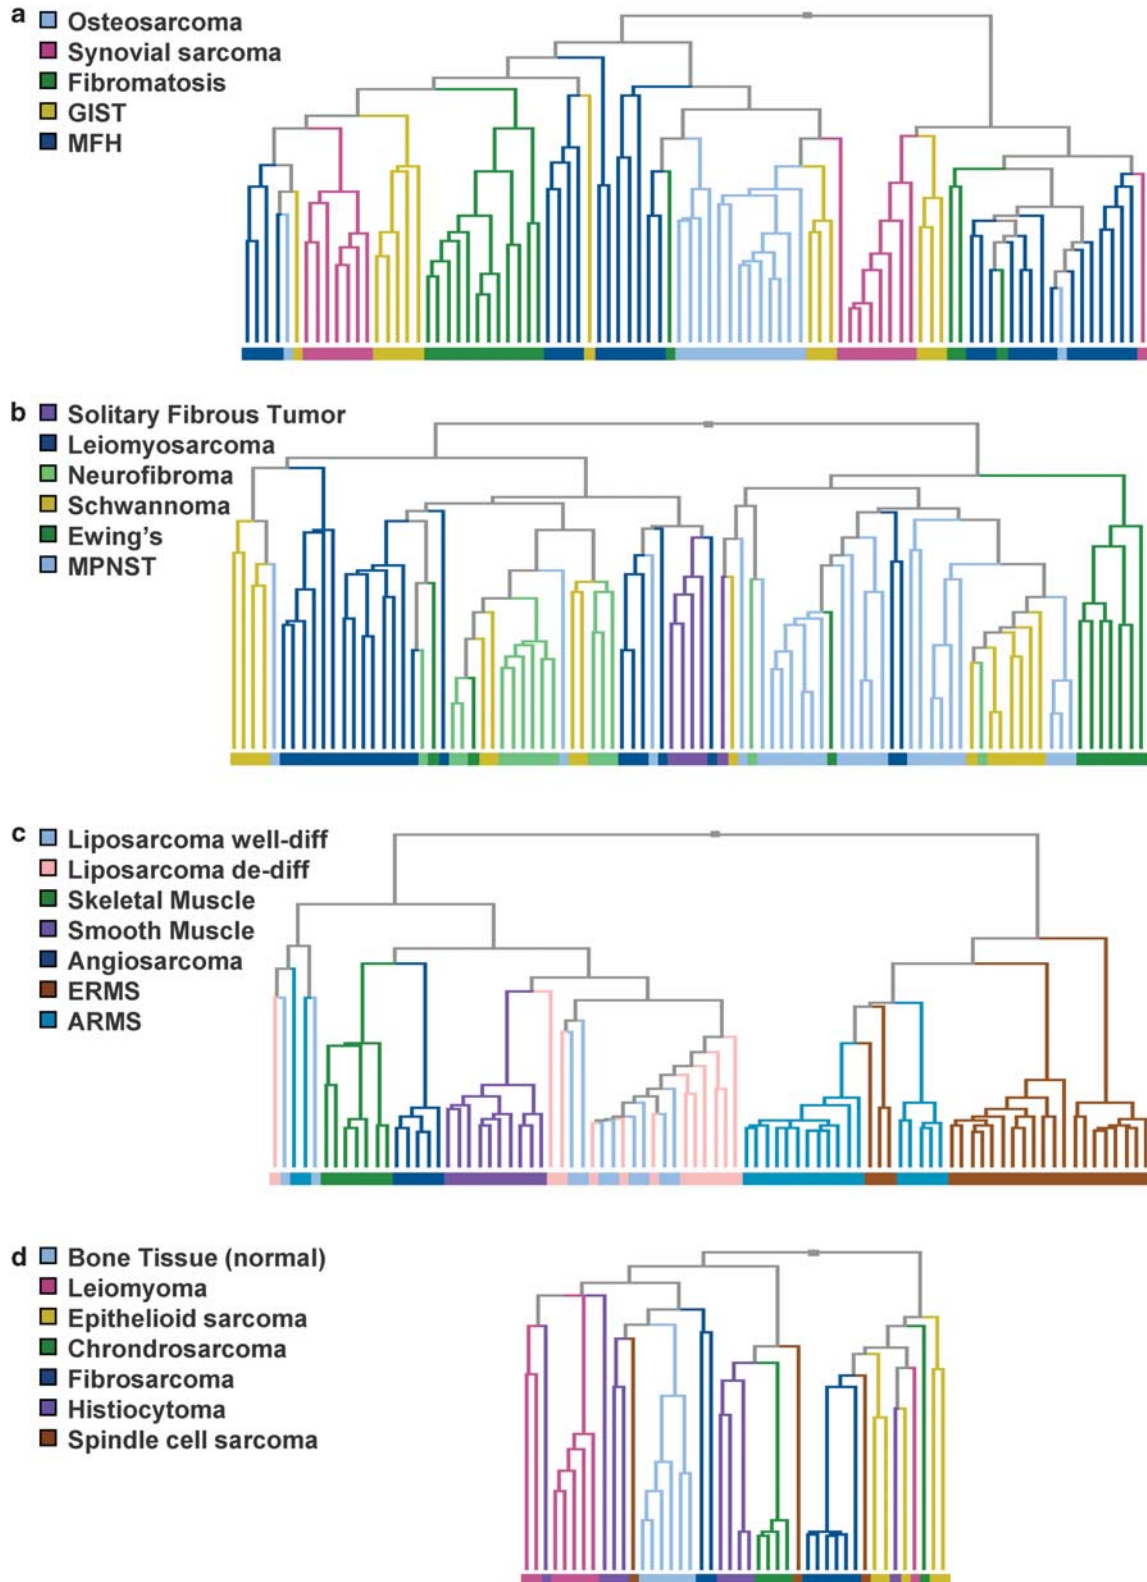 a
Osteosarcoma
Synovial sarcoma
Fibromatosis
GIST
MFH
b
Solitary Fibrous Tumor
Leiomyosarcoma
Neurofibroma
Schwannoma
Ewing's
MPNST
c
Liposarcoma well-diff
Liposarcoma de-diff
Skeletal Muscle
Smooth Muscle
Angiosarcoma
ERMS
ARMS
d
Bone Tissue (normal)
Leiomyoma
Epithelioid sarcoma
Chrondrosarcoma
Fibrosarcoma
Histiocytoma
Spindle cell sarcoma